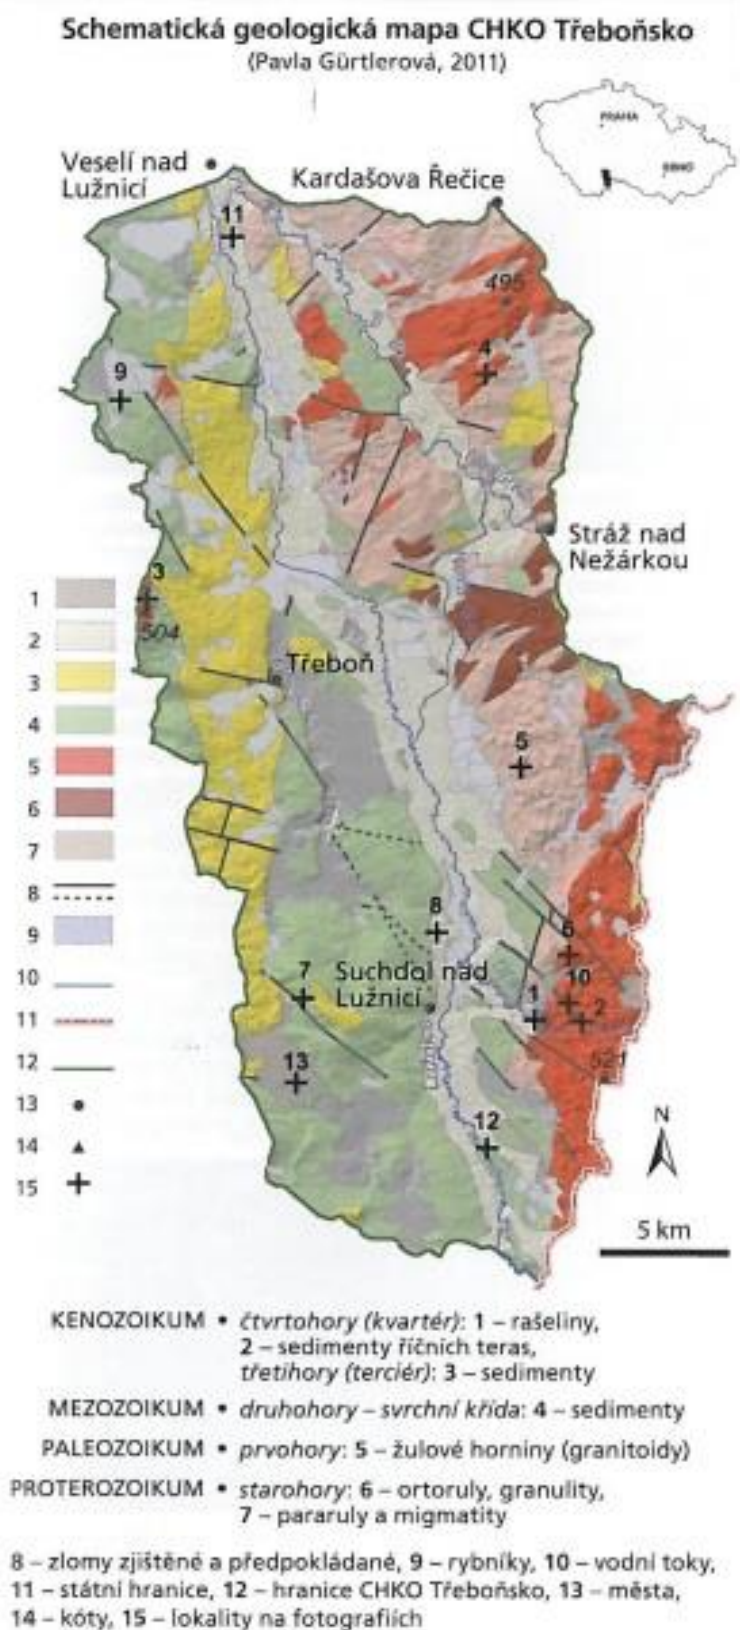 Schematická geologická mapa CHKO Třeboňsko
(Pavla Gürtlerová, 2011)
PRAHA
BRNO
Veselí nad
Lužnicí
Kardašova Řečice
11
495
4
9
Stráž nad
Nežárkou
3
504
Třeboň
5
8
6
7
Suchdol nad
Lužnicí
10
1
2
521
13
12
N
5 km
1
2
3
4
5
6
7
8
9
10
11
12
13
14
15
KENOZOIKUM • čtvrtohory (kvartér): 1 – rašeliny,
2 – sedimenty říčních teras,
třetihory (terciér): 3 – sedimenty
MEZOZOIKUM • druhohory – svrchní křída: 4 – sedimenty
PALEOZOIKUM • prvohory: 5 – žulové horniny (granitoidy)
PROTEROZOIKUM • starohory: 6 – ortoruly, granulity,
7 – pararuly a migmatity
8 – zlomy zjištěné a předpokládané, 9 – rybníky, 10 – vodní toky,
11 – státní hranice, 12 – hranice CHKO Třeboňsko, 13 – města,
14 – kóty, 15 – lokality na fotografiích